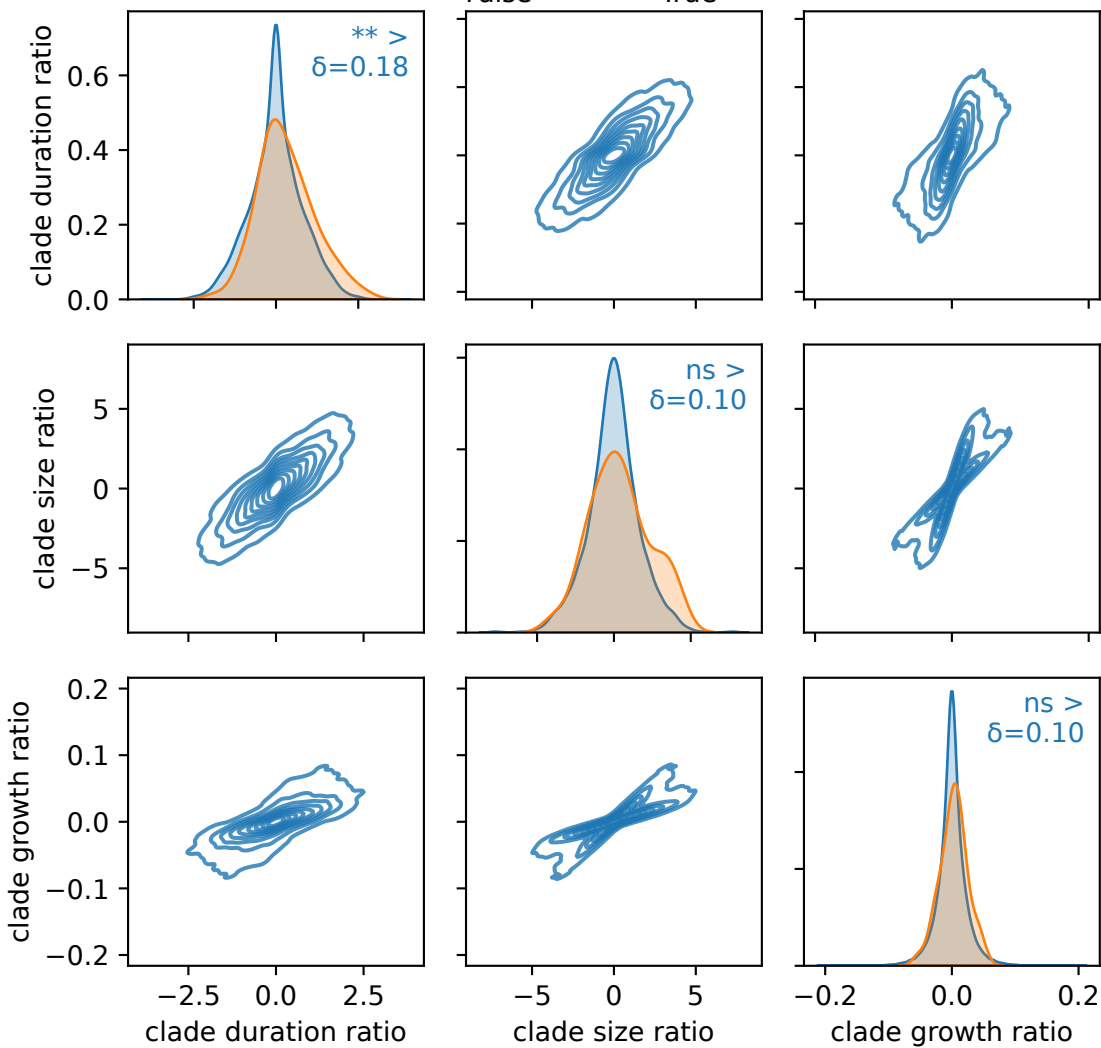 ** >
δ=0.18
clade duration ratio
0.6
0.4
0.2
0.0
ns >
δ=0.10
clade size ratio
5
0
−5
ns >
δ=0.10
clade growth ratio
0.2
0.1
0.0
−0.1
−0.2
−2.5 0.0 2.5
−5 0 5
−0.2 0.0 0.2
clade duration ratio
clade size ratio
clade growth ratio